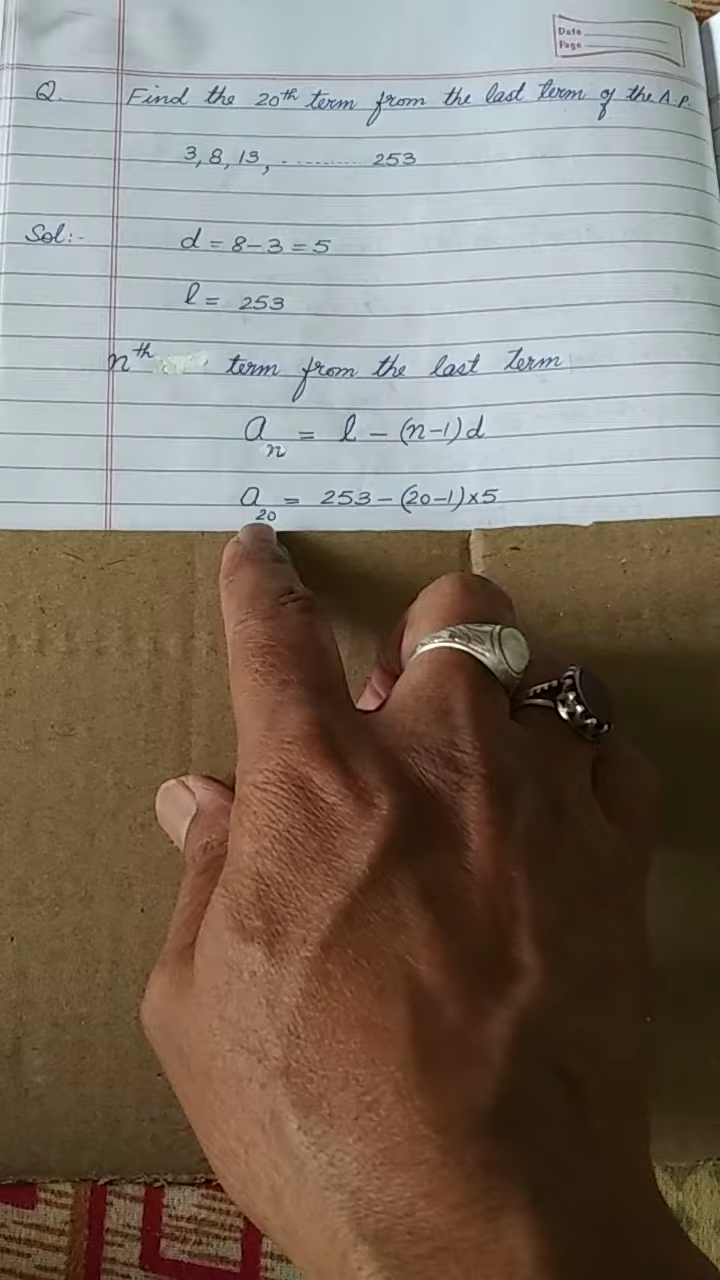 Date
Page
Q. Find the 20th term from the last term of the A.P.
3, 8, 13, .......... 253
Sol:- d = 8-3 = 5
l = 253
nth term from the last term
an = l - (n-1)d
a20 = 253 - (20-1)×5